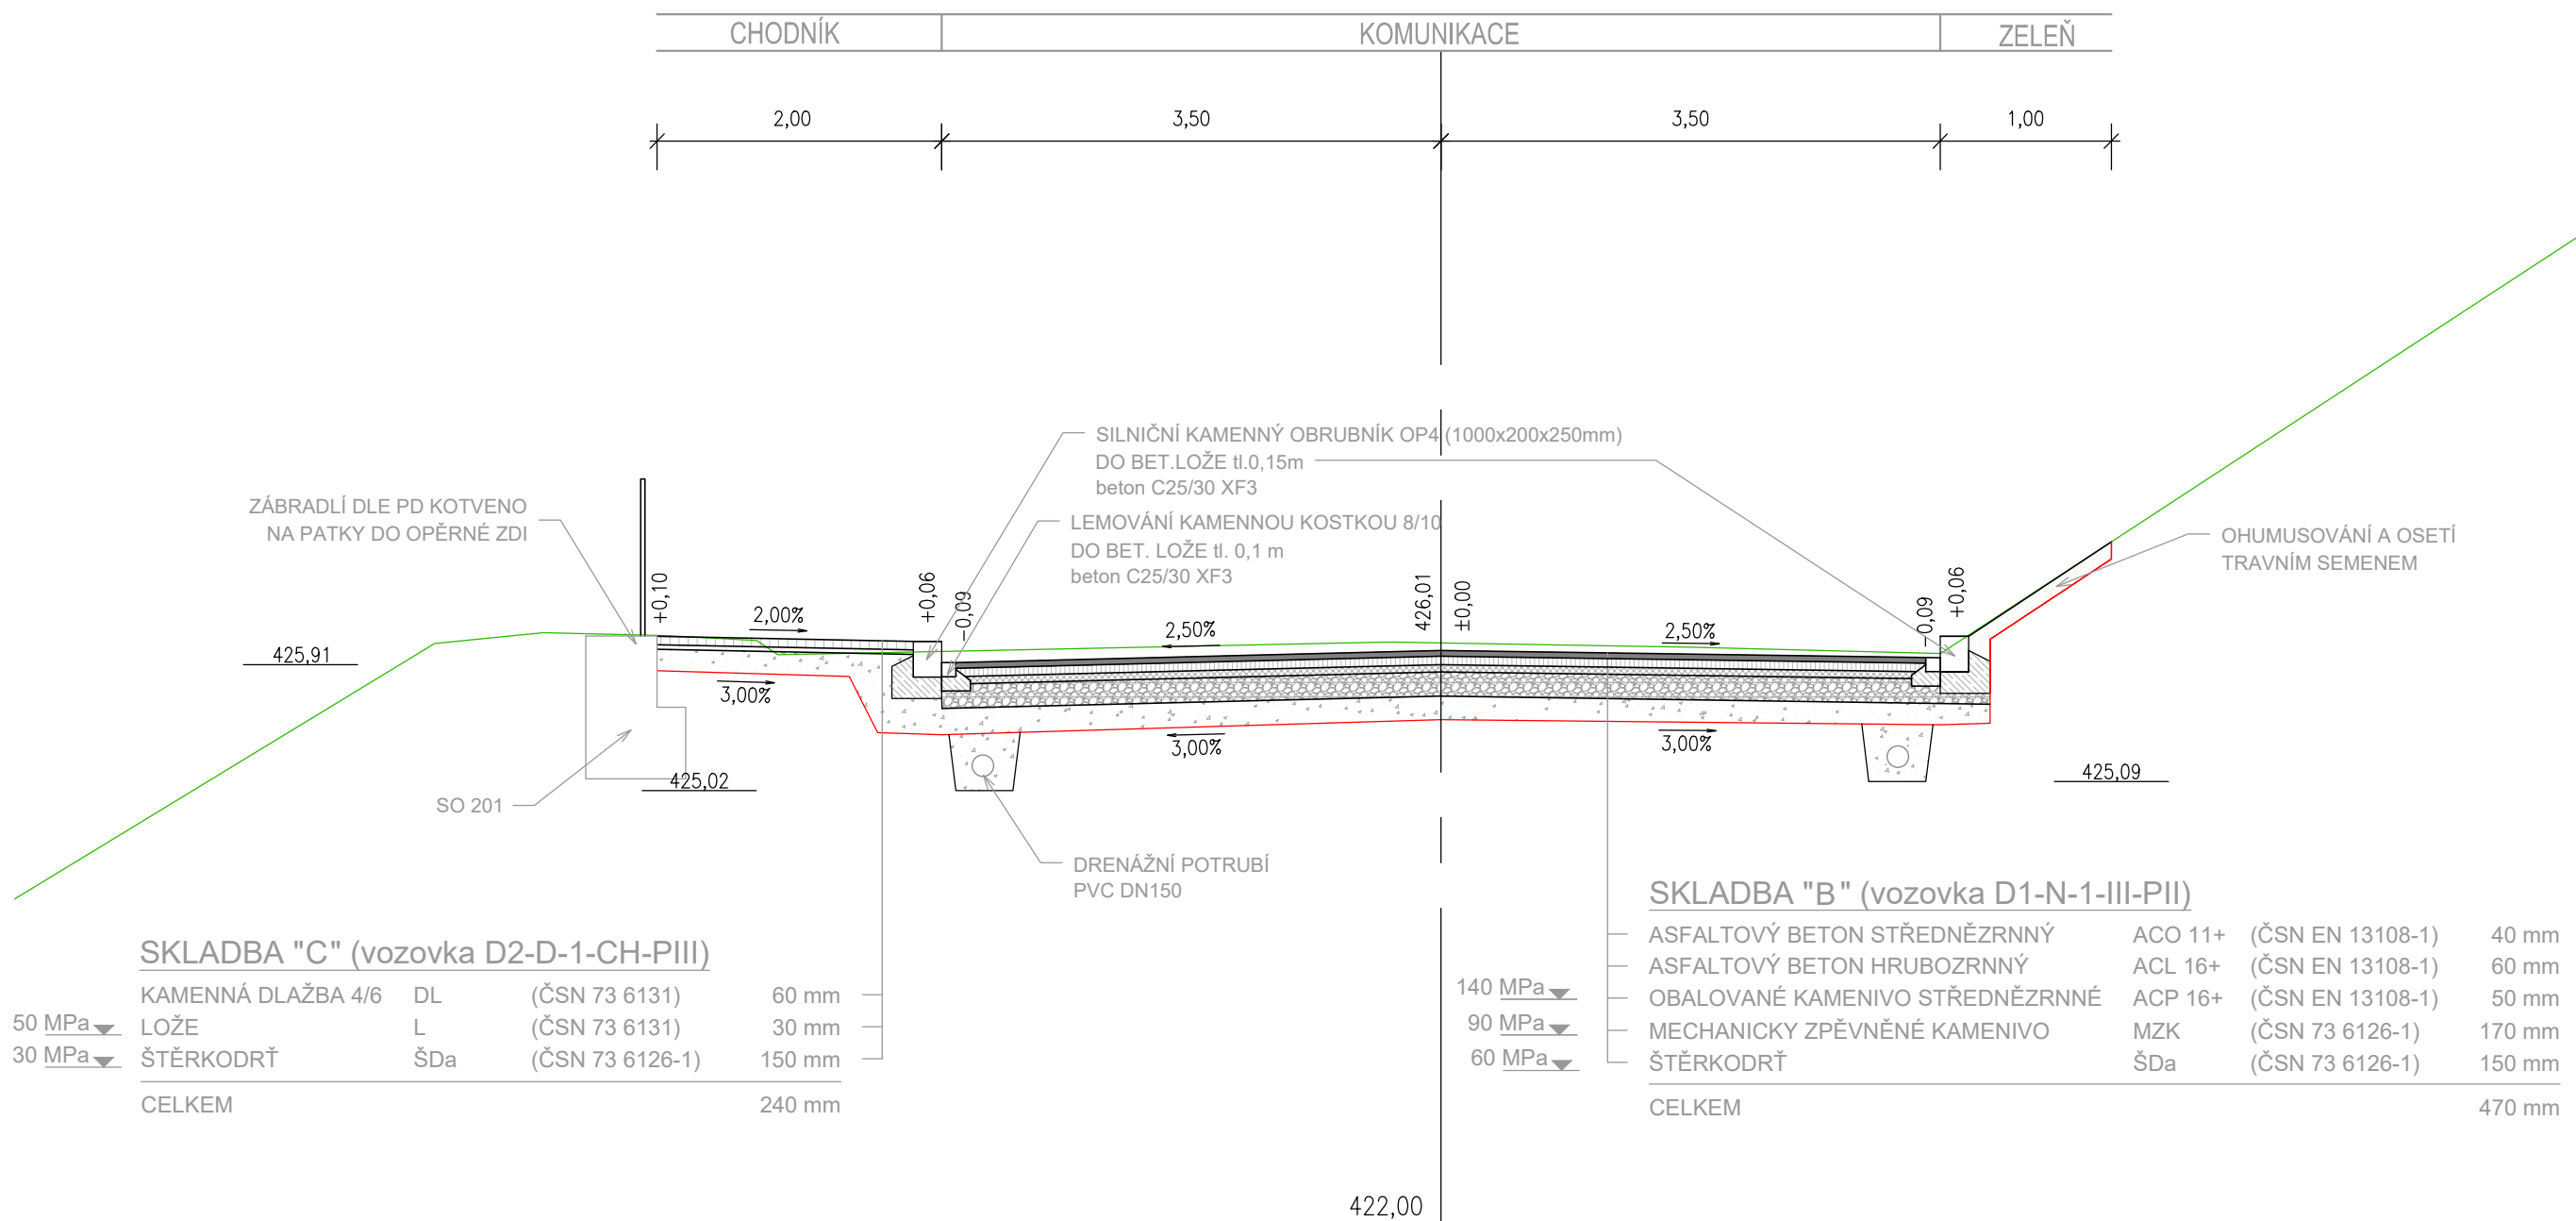 CHODNÍK KOMUNIKACE ZELEŇ
2,00 3,50 3,50 1,00
SILNIČNÍ KAMENNÝ OBRUBNÍK OP4 (1000x200x250mm)
DO BET.LOŽE tl.0,15m
beton C25/30 XF3
ZÁBRADLÍ DLE PD KOTVENO
NA PATKY DO OPĚRNÉ ZDI
LEMOVÁNÍ KAMENNOU KOSTKOU 8/10
DO BET. LOŽE tl. 0,1 m
beton C25/30 XF3
OHUMUSOVÁNÍ A OSETÍ
TRAVNÍM SEMENEM
+0,10
+0,06
-0,09
426,01
±0,00
-0,09
+0,06
2,00%
2,50%
2,50%
425,91
3,00%
3,00%
3,00%
425,02
425,09
SO 201
DRENÁŽNÍ POTRUBÍ
PVC DN150
SKLADBA "C" (vozovka D2-D-1-CH-PIII)
KAMENNÁ DLAŽBA 4/6 DL (ČSN 73 6131) 60 mm
50 MPa LOŽE L (ČSN 73 6131) 30 mm
30 MPa ŠTĚRKODRŤ ŠDa (ČSN 73 6126-1) 150 mm
CELKEM 240 mm
SKLADBA "B" (vozovka D1-N-1-III-PII)
ASFALTOVÝ BETON STŘEDNĚZRNNÝ ACO 11+ (ČSN EN 13108-1) 40 mm
ASFALTOVÝ BETON HRUBOZRNNÝ ACL 16+ (ČSN EN 13108-1) 60 mm
140 MPa OBALOVANÉ KAMENIVO STŘEDNĚZRNNÉ ACP 16+ (ČSN EN 13108-1) 50 mm
90 MPa MECHANICKY ZPĚVNĚNÉ KAMENIVO MZK (ČSN 73 6126-1) 170 mm
60 MPa ŠTĚRKODRŤ ŠDa (ČSN 73 6126-1) 150 mm
CELKEM 470 mm
422,00